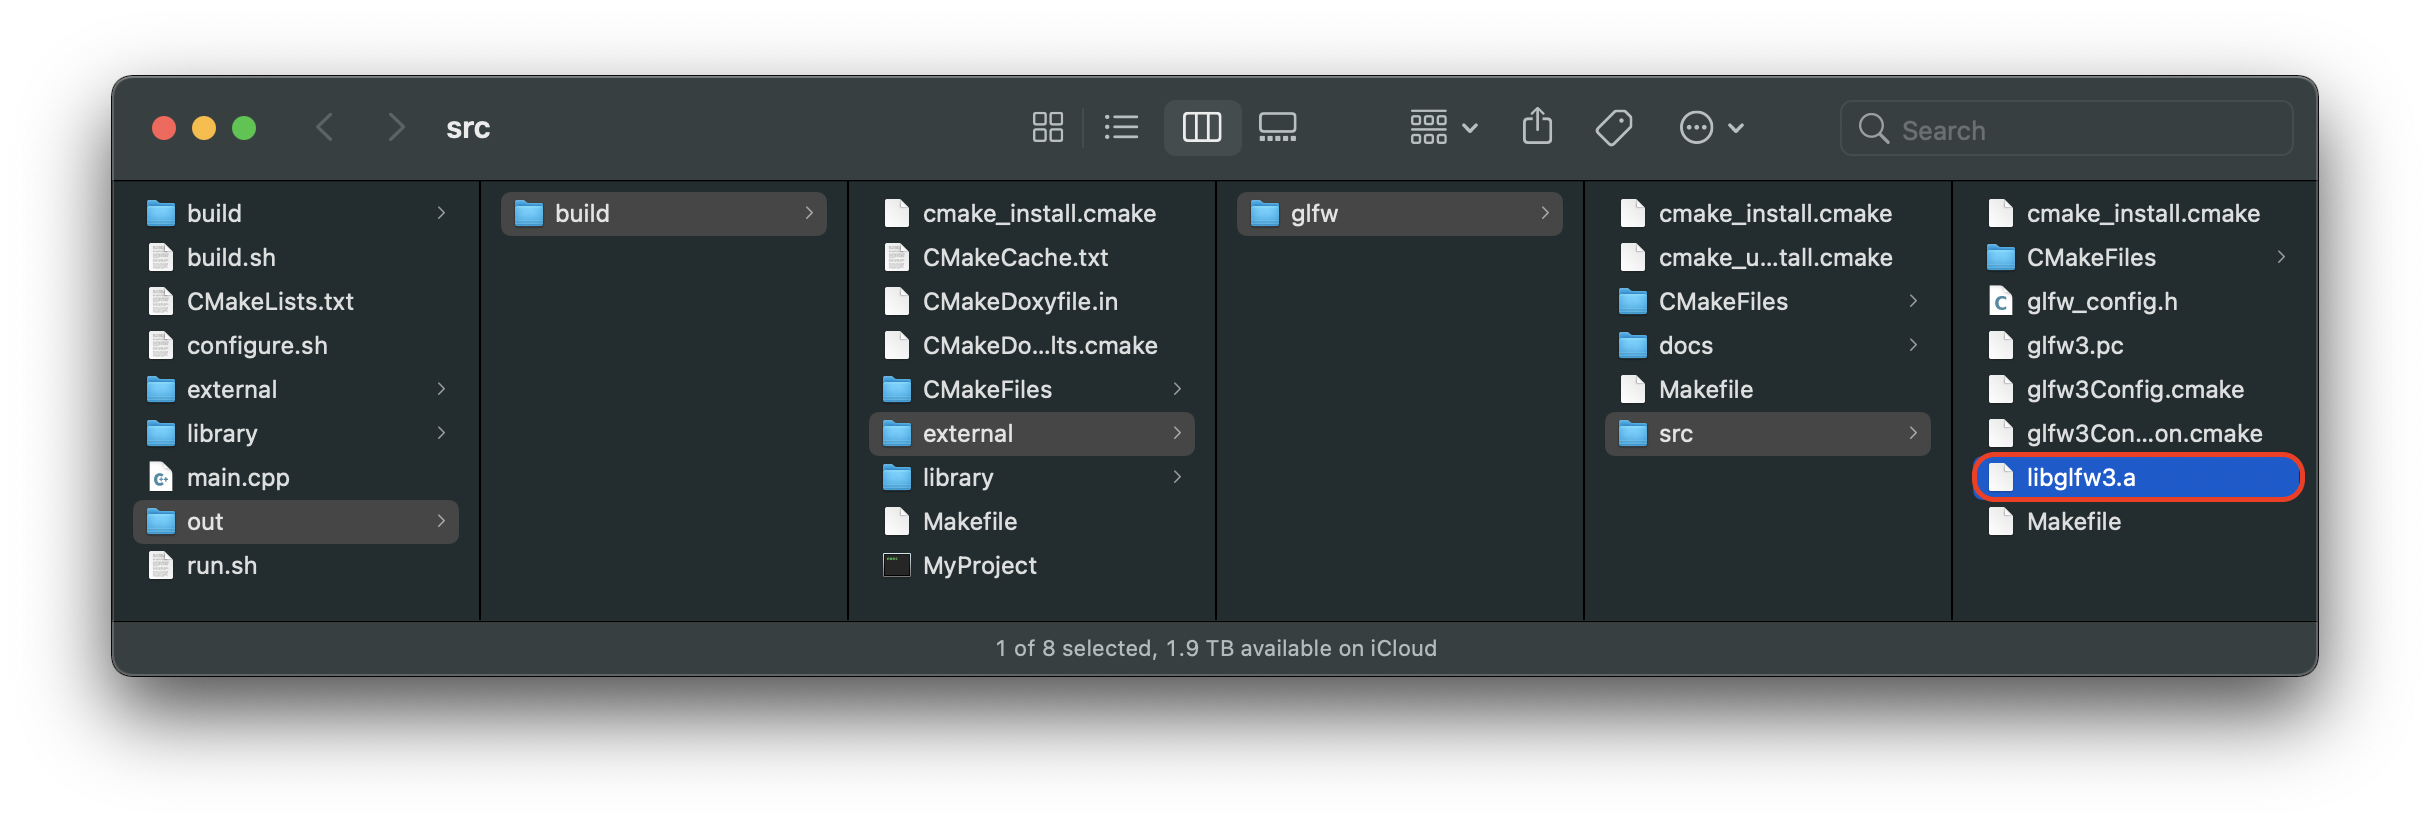 src
Search
build
build.sh
CMakeLists.txt
configure.sh
external
library
main.cpp
out
run.sh
build
cmake_install.cmake
CMakeCache.txt
CMakeDoxyfile.in
CMakeDo...lts.cmake
CMakeFiles
external
library
Makefile
MyProject
glfw
cmake_install.cmake
cmake_u...tall.cmake
CMakeFiles
docs
Makefile
src
cmake_install.cmake
CMakeFiles
glfw_config.h
glfw3.pc
glfw3Config.cmake
glfw3Con...on.cmake
libglfw3.a
Makefile
1 of 8 selected, 1.9 TB available on iCloud